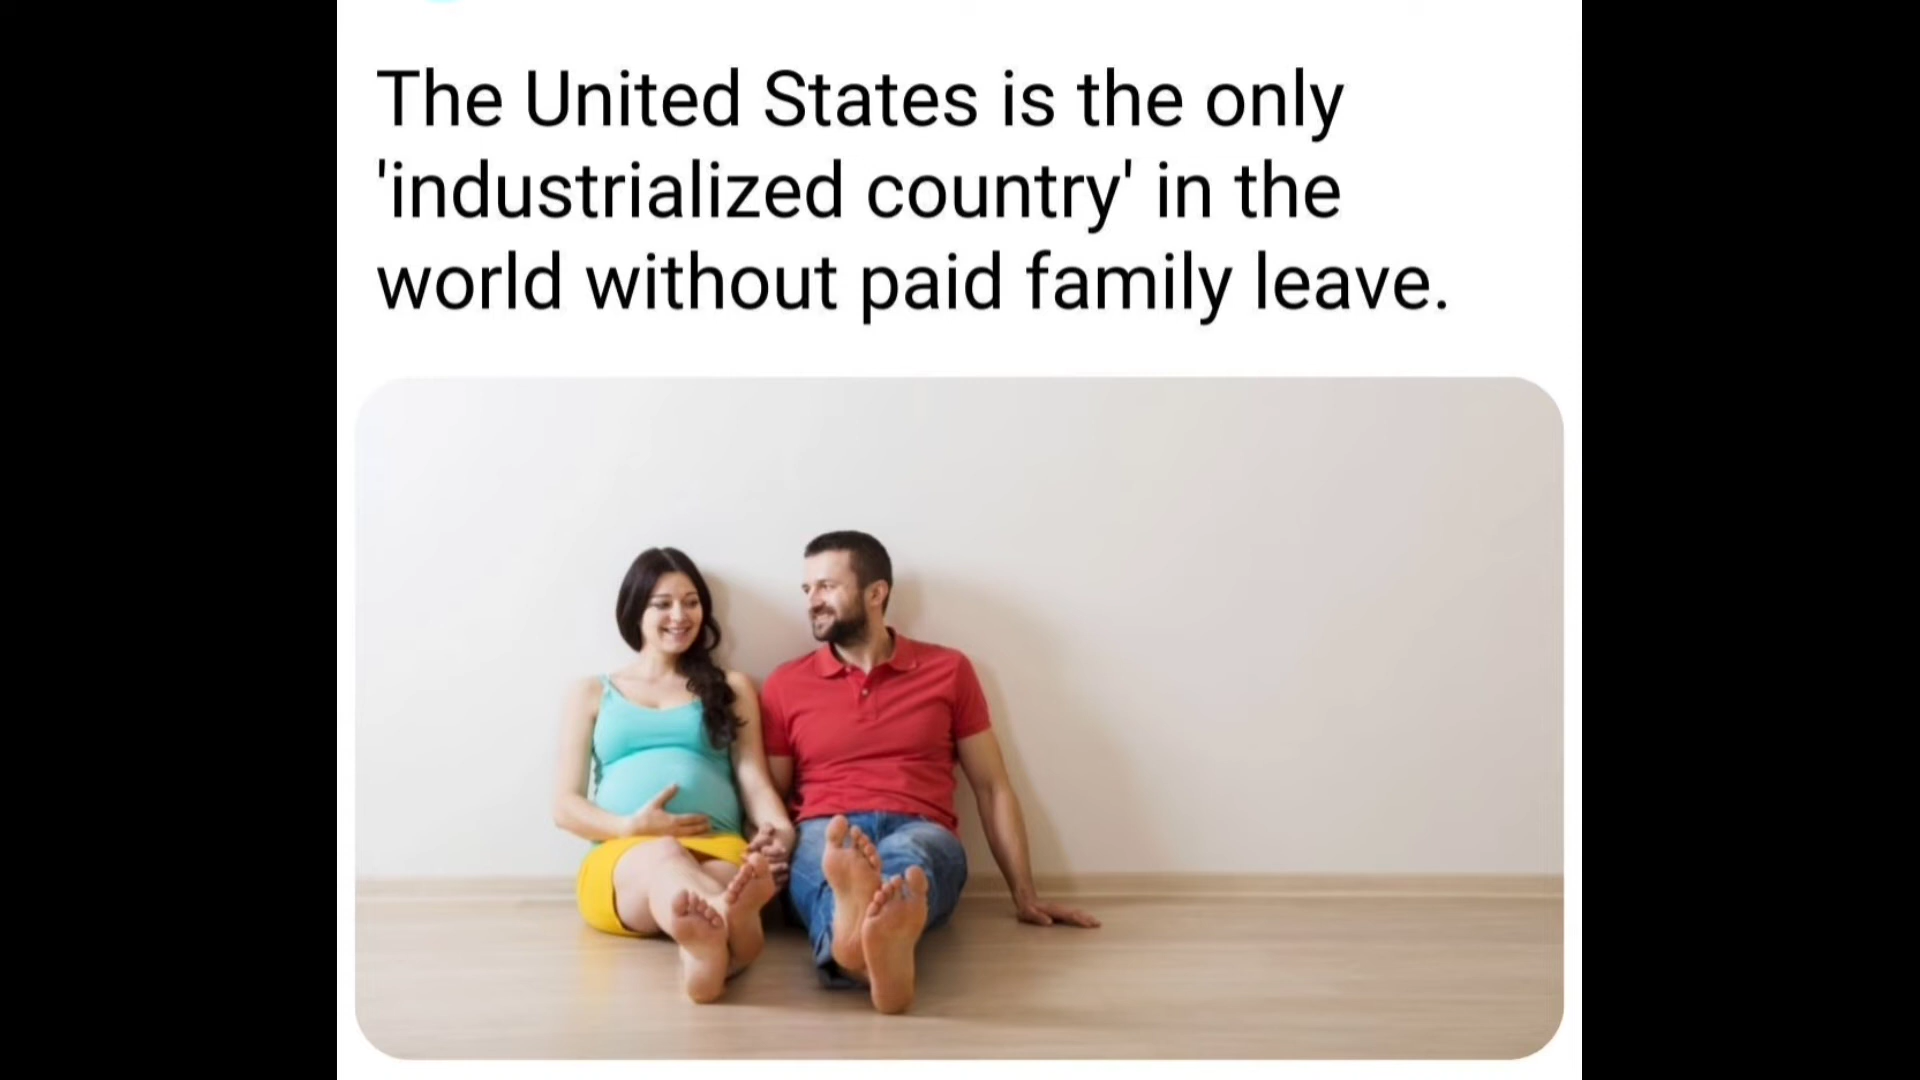 The United States is the only
'industrialized country' in the
world without paid family leave.